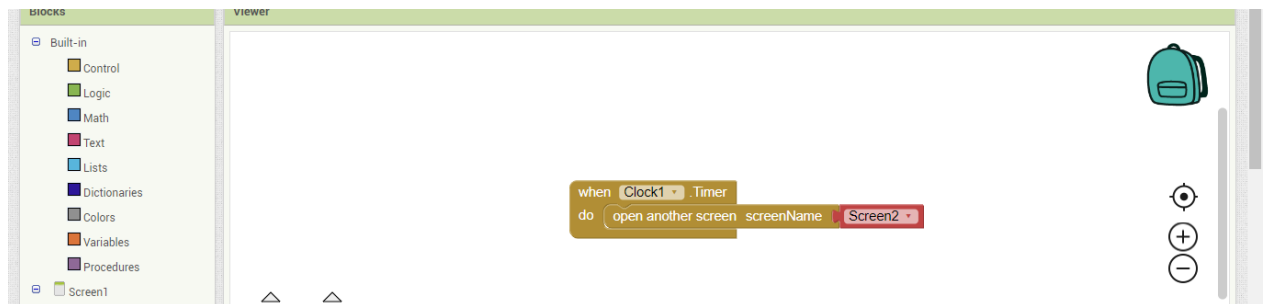 Blocks
Viewer
Built-in
Control
Logic
Math
Text
Lists
Dictionaries
Colors
Variables
Procedures
Screen1
when Clock1 .Timer
do open another screen screenName Screen2